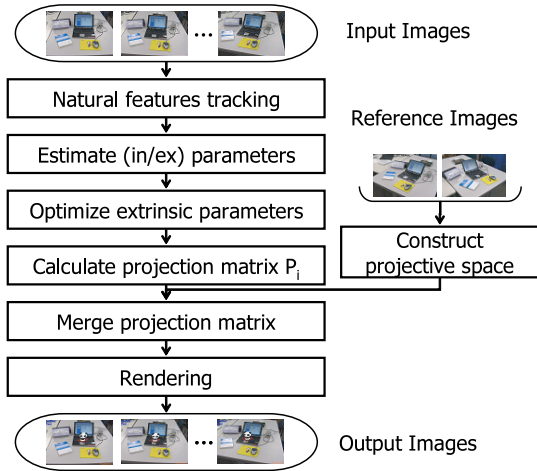 Input Images
...
Natural features tracking
Reference Images
Estimate (in/ex) parameters
Optimize extrinsic parameters
Construct
projective space
Calculate projection matrix Pi
Merge projection matrix
Rendering
...
Output Images